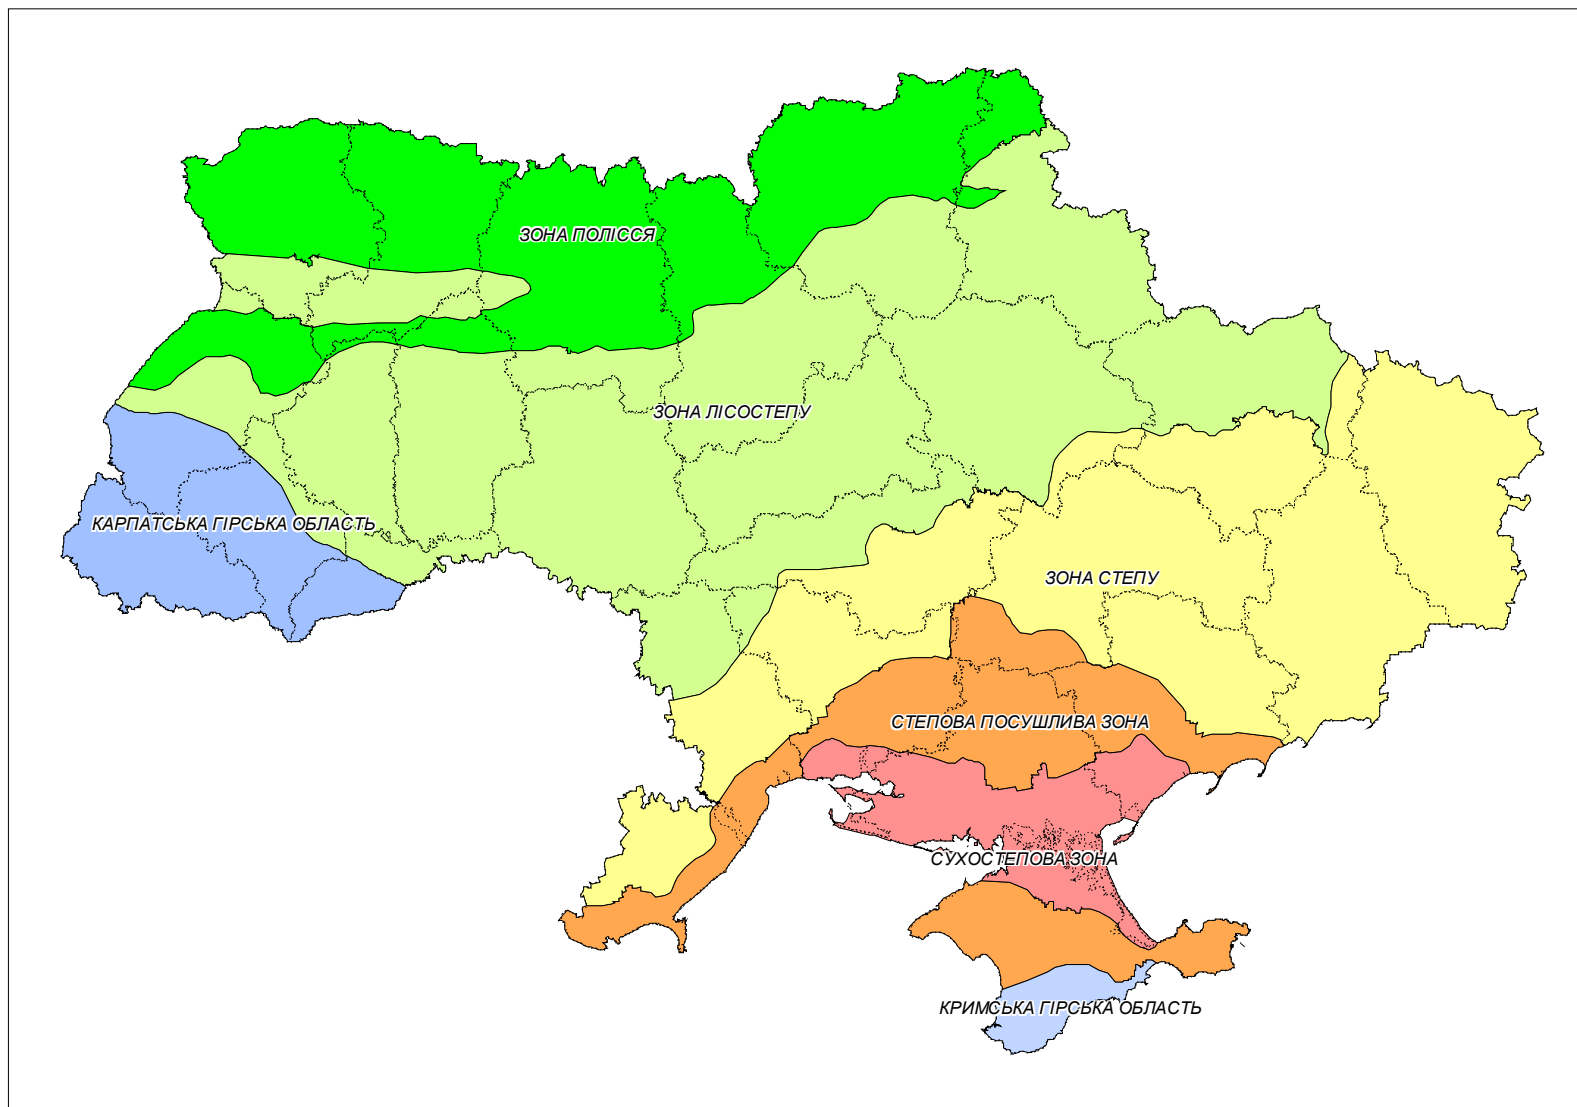 ЗОНА ПОЛІССЯ
ЗОНА ЛІСОСТЕПУ
КАРПАТСЬКА ГІРСЬКА ОБЛАСТЬ
ЗОНА СТЕПУ
СТЕПОВА ПОСУШЛИВА ЗОНА
СУХОСТЕПОВА ЗОНА
КРИМСЬКА ГІРСЬКА ОБЛАСТЬ